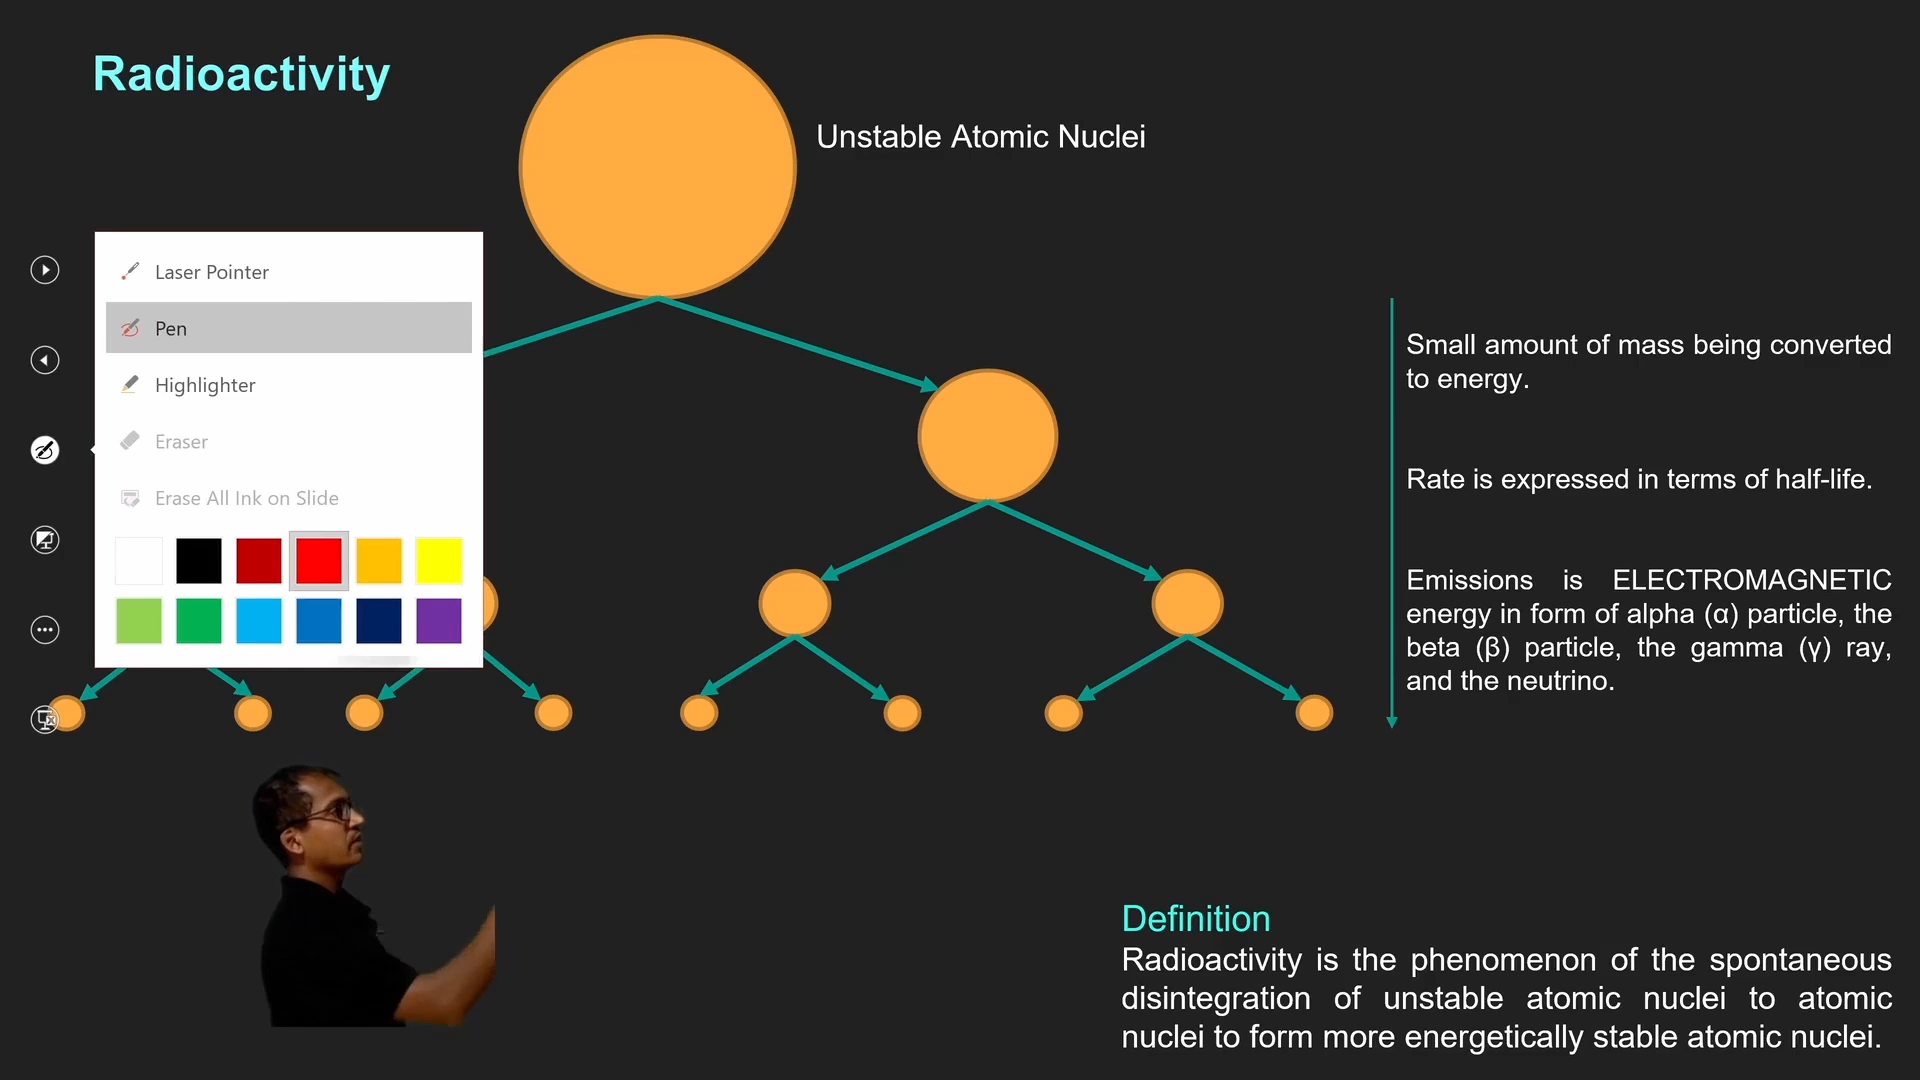 Radioactivity
Unstable Atomic Nuclei
Laser Pointer
Pen
Highlighter
Eraser
Erase All Ink on Slide
Small amount of mass being converted
to energy.
Rate is expressed in terms of half-life.
Emissions is ELECTROMAGNETIC
energy in form of alpha (α) particle, the
beta (β) particle, the gamma (γ) ray,
and the neutrino.
Definition
Radioactivity is the phenomenon of the spontaneous
disintegration of unstable atomic nuclei to atomic
nuclei to form more energetically stable atomic nuclei.